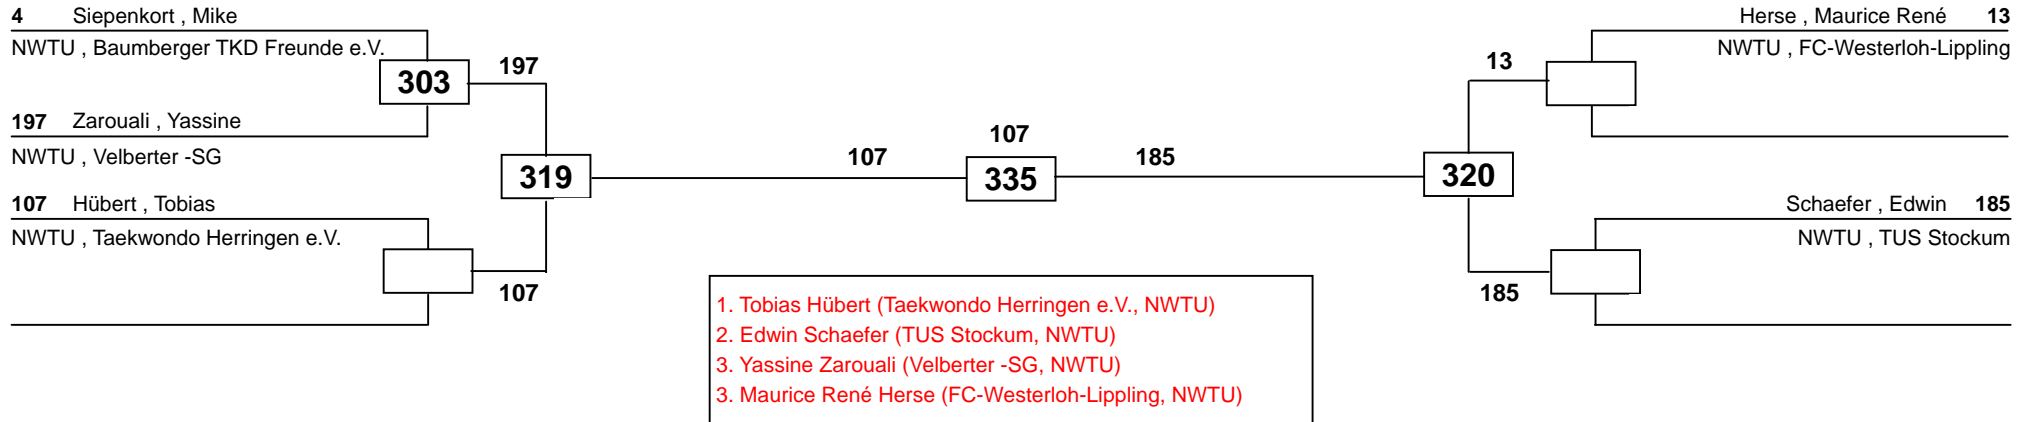 4 Siepenkort , Mike
NWTU , Baumberger TKD Freunde e.V.
303
197
197 Zarouali , Yassine
NWTU , Velberter -SG
319
107 Hübert , Tobias
NWTU , Taekwondo Herringen e.V.
107
107
107
335
185
Herse , Maurice René 13
NWTU , FC-Westerloh-Lippling
13
320
Schaefer , Edwin 185
NWTU , TUS Stockum
185
1. Tobias Hübert (Taekwondo Herringen e.V., NWTU)
2. Edwin Schaefer (TUS Stockum, NWTU)
3. Yassine Zarouali (Velberter -SG, NWTU)
3. Maurice René Herse (FC-Westerloh-Lippling, NWTU)